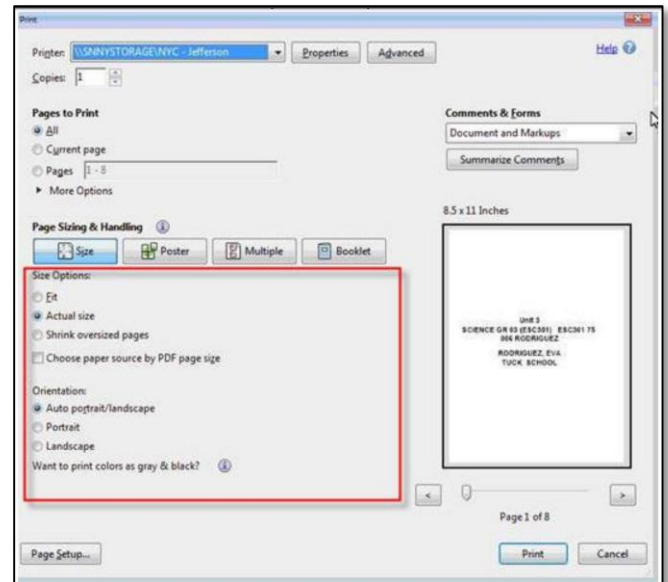 Print
Printer: \\SNNYSTORAGE\NYC - Jefferson Properties Advanced Help
Copies: 1
Pages to Print
All
Current page
Pages 1 - 8
More Options
Comments & Forms
Document and Markups
Summarize Comments
Page Sizing & Handling
Size Poster Multiple Booklet
Size Options:
Fit
Actual size
Shrink oversized pages
Choose paper source by PDF page size
Orientation:
Auto portrait/landscape
Portrait
Landscape
Want to print colors as gray & black?
8.5 x 11 Inches
Unit 3
SCIENCE GR 03 (ESC301) ESC301 75
006 RODRIGUEZ
RODRIGUEZ, EVA
TUCK SCHOOL
< >
Page 1 of 8
Page Setup... Print Cancel